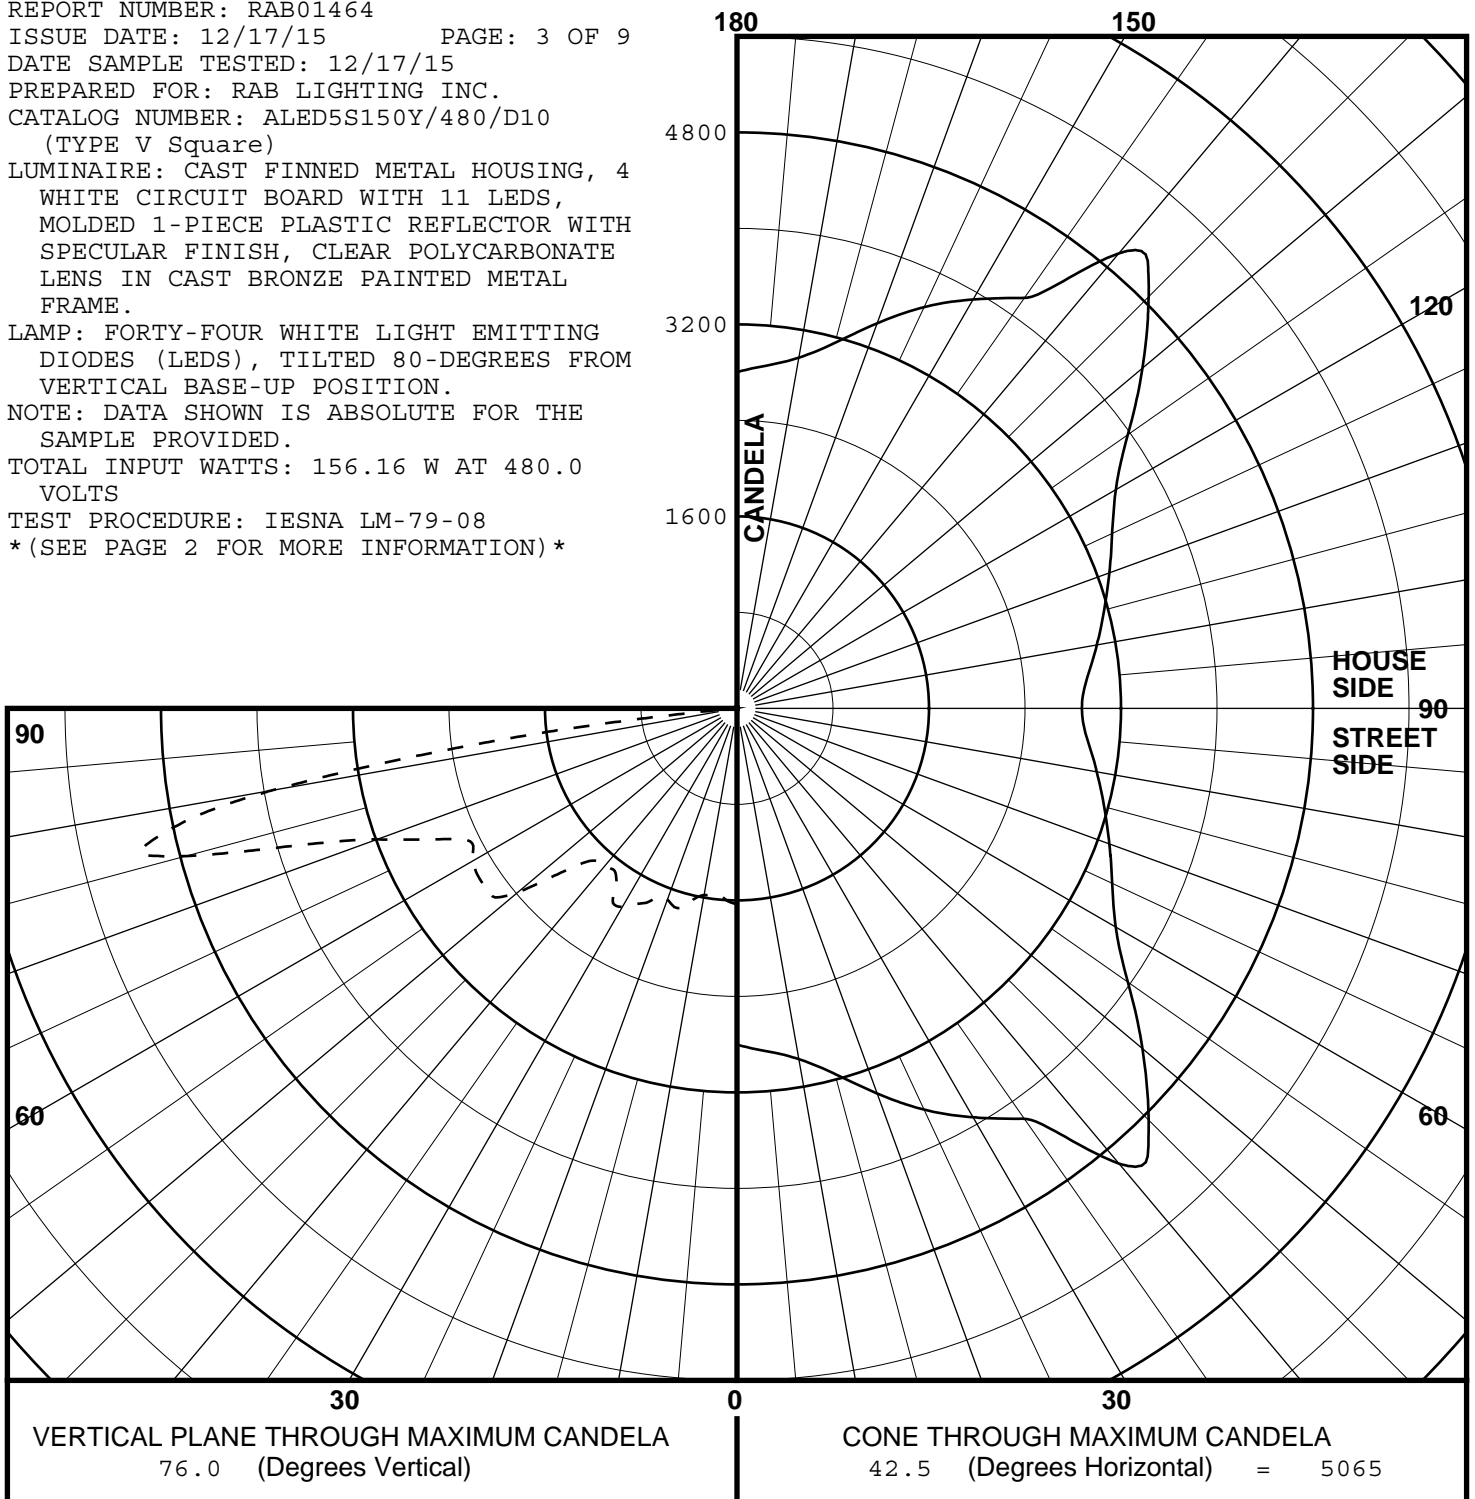 REPORT NUMBER: RAB01464
ISSUE DATE: 12/17/15 PAGE: 3 OF 9
DATE SAMPLE TESTED: 12/17/15
PREPARED FOR: RAB LIGHTING INC.
CATALOG NUMBER: ALED5S150Y/480/D10
(TYPE V Square)
LUMINAIRE: CAST FINNED METAL HOUSING, 4
WHITE CIRCUIT BOARD WITH 11 LEDS,
MOLDED 1-PIECE PLASTIC REFLECTOR WITH
SPECULAR FINISH, CLEAR POLYCARBONATE
LENS IN CAST BRONZE PAINTED METAL
FRAME.
LAMP: FORTY-FOUR WHITE LIGHT EMITTING
DIODES (LEDS), TILTED 80-DEGREES FROM
VERTICAL BASE-UP POSITION.
NOTE: DATA SHOWN IS ABSOLUTE FOR THE
SAMPLE PROVIDED.
TOTAL INPUT WATTS: 156.16 W AT 480.0
VOLTS
TEST PROCEDURE: IESNA LM-79-08
*(SEE PAGE 2 FOR MORE INFORMATION)*
180 150
4800
120
3200
CANDELA
1600
HOUSE
SIDE
90 90
STREET
SIDE
60 60
30 0 30
VERTICAL PLANE THROUGH MAXIMUM CANDELA
76.0 (Degrees Vertical)
CONE THROUGH MAXIMUM CANDELA
42.5 (Degrees Horizontal) = 5065